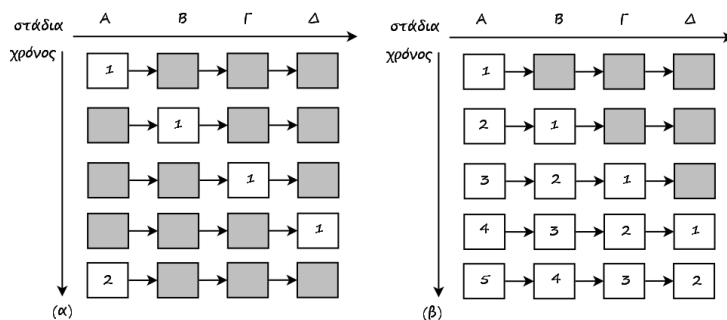 στάδια Α Β Γ Δ
χρόνος
1
1
1
1
2
(α)
στάδια Α Β Γ Δ
χρόνος
1
2 1
3 2 1
4 3 2 1
5 4 3 2
(β)